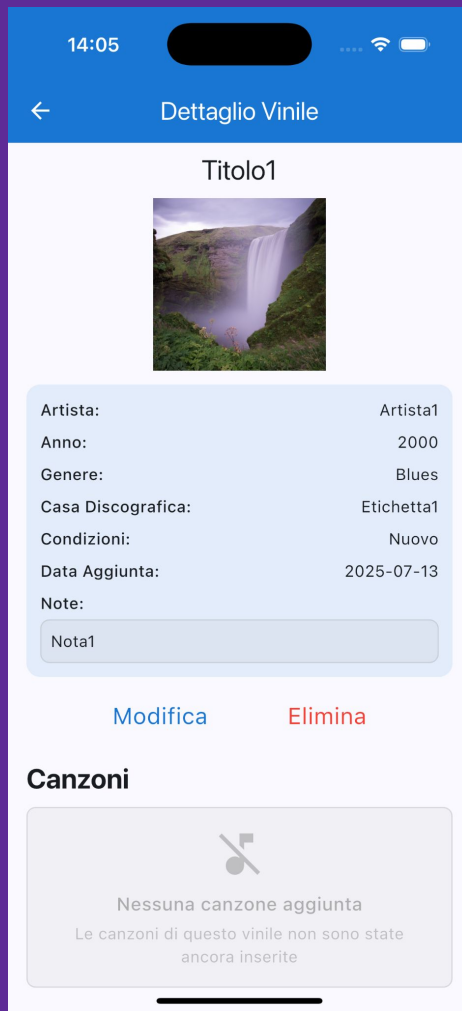 14:05
Dettaglio Vinile
Titolo1
Artista: Artista1
Anno: 2000
Genere: Blues
Casa Discografica: Etichetta1
Condizioni: Nuovo
Data Aggiunta: 2025-07-13
Note:
Nota1
Modifica Elimina
Canzoni
Nessuna canzone aggiunta
Le canzoni di questo vinile non sono state
ancora inserite